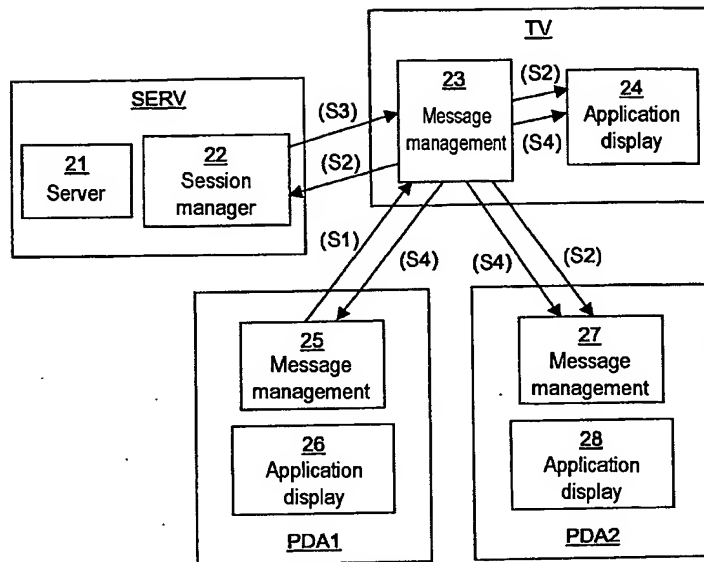 TV
SERV
23
Message
management
(S2)
(S4)
24
Application
display
21
Server
22
Session
manager
(S3)
(S2)
(S1)
(S4)
(S4)
(S2)
25
Message
management
26
Application
display
PDA1
27
Message
management
28
Application
display
PDA2